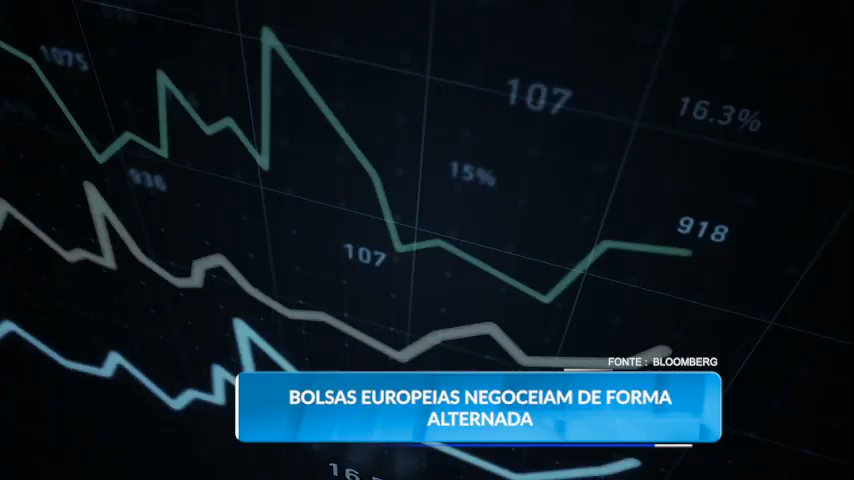 1075
107
16.3%
15%
936
918
107
FONTE : BLOOMBERG
BOLSAS EUROPEIAS NEGOCEIAM DE FORMA
ALTERNADA